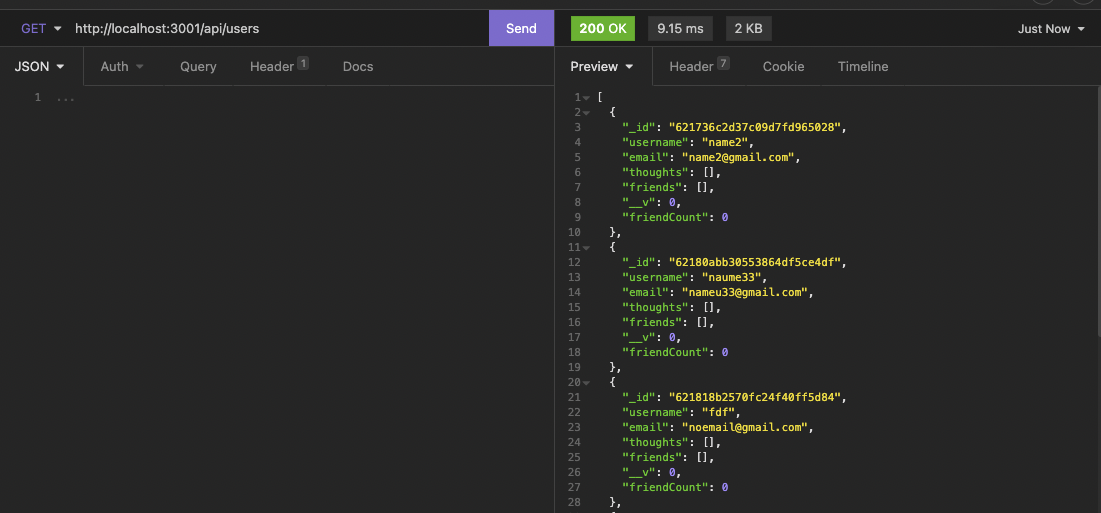 GET http://localhost:3001/api/users Send 200 OK 9.15 ms 2 KB Just Now
JSON Auth Query Header 1 Docs Preview Header 7 Cookie Timeline
1 ...
1 [
2 {
3 "_id": "621736c2d37c09d7fd965028",
4 "username": "name2",
5 "email": "name2@gmail.com",
6 "thoughts": [],
7 "friends": [],
8 "__v": 0,
9 "friendCount": 0
10 },
11 {
12 "_id": "62180abb30553864df5ce4df",
13 "username": "naume33",
14 "email": "nameu33@gmail.com",
15 "thoughts": [],
16 "friends": [],
17 "__v": 0,
18 "friendCount": 0
19 },
20 {
21 "_id": "621818b2570fc24f40ff5d84",
22 "username": "fdf",
23 "email": "noemail@gmail.com",
24 "thoughts": [],
25 "friends": [],
26 "__v": 0,
27 "friendCount": 0
28 },